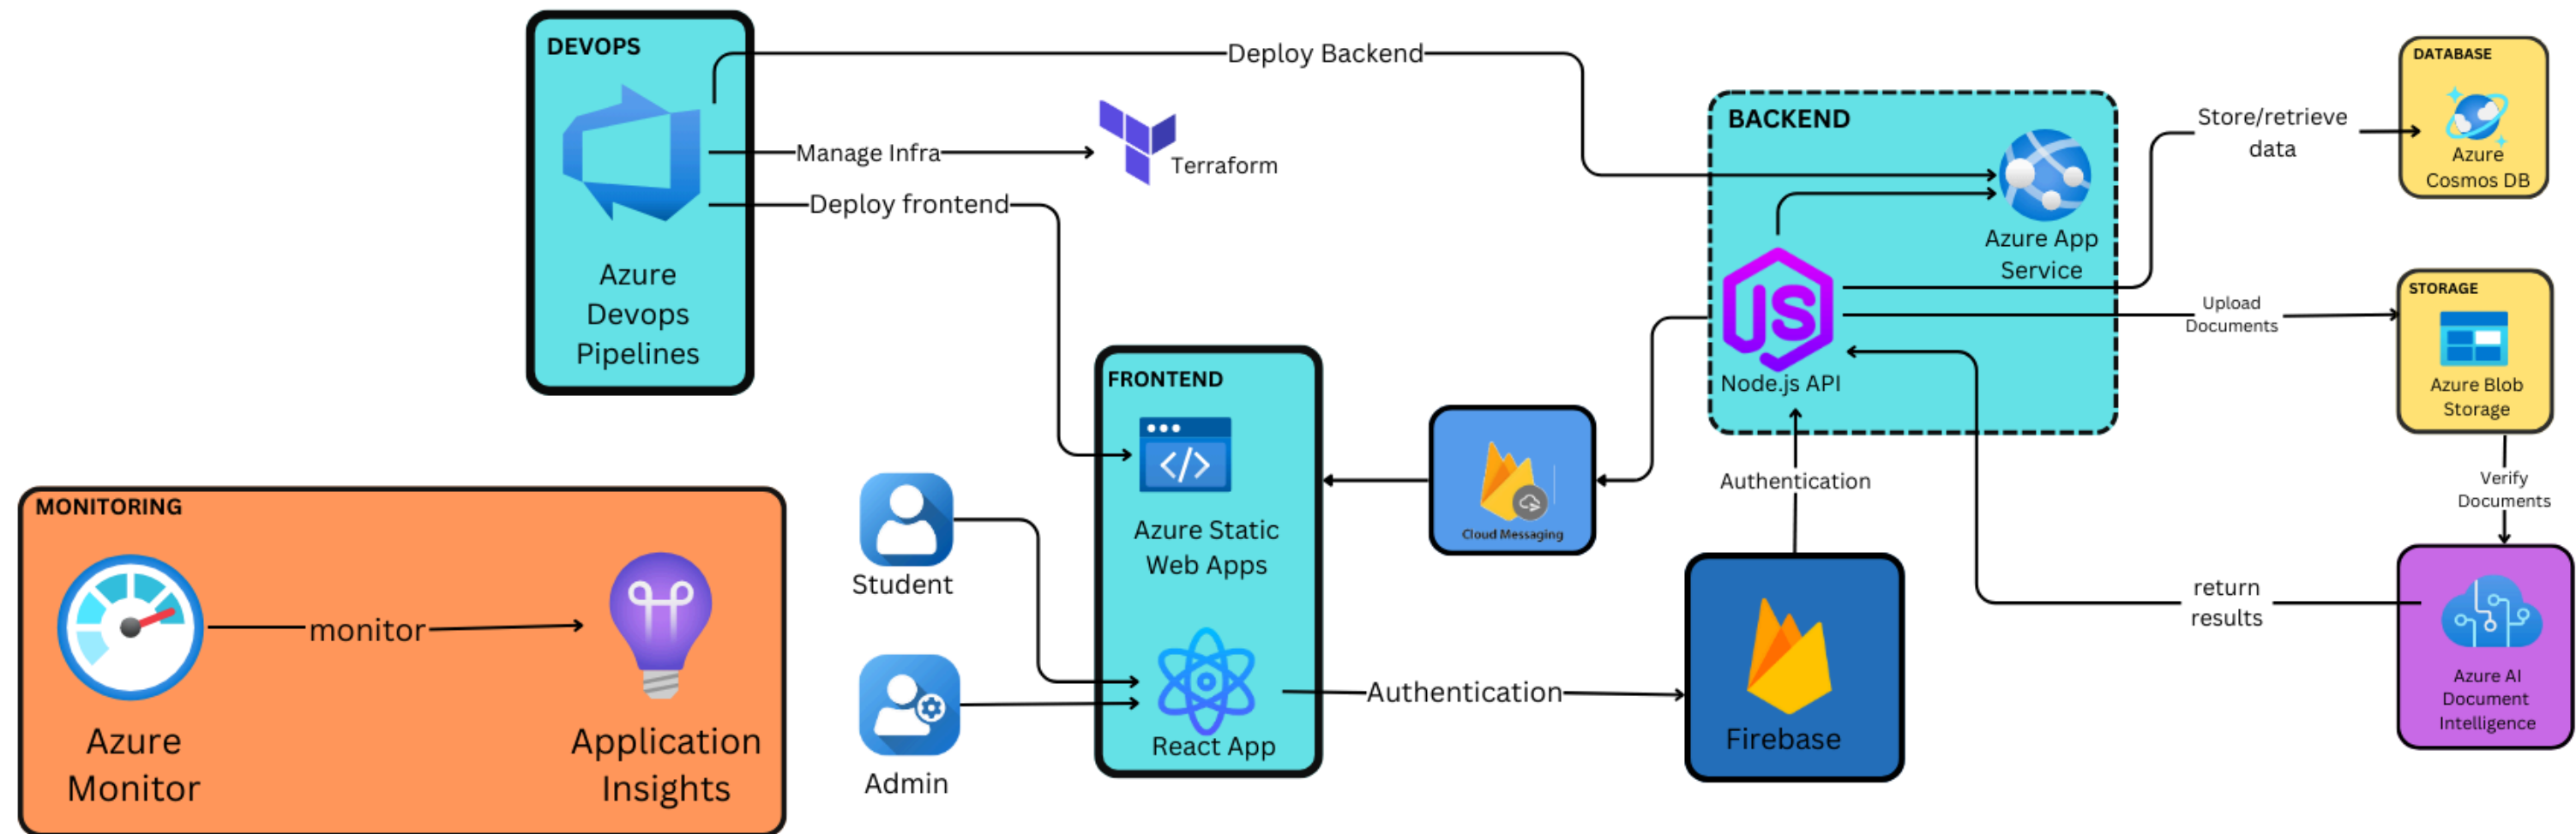 DEVOPS
Azure
Devops
Pipelines
Deploy Backend
Manage Infra
Terraform
Deploy frontend
BACKEND
Azure App
Service
JS
Node.js API
Store/retrieve
data
DATABASE
Azure
Cosmos DB
Upload
Documents
STORAGE
Azure Blob
Storage
Verify
Documents
Azure AI
Document
Intelligence
return
results
FRONTEND
</>
Azure Static
Web Apps
React App
Cloud Messaging
Authentication
Authentication
Firebase
Student
Admin
MONITORING
Azure
Monitor
monitor
Application
Insights